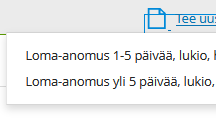 Tee uus
Loma-anomus 1-5 päivää, lukio,
Loma-anomus yli 5 päivää, lukio,